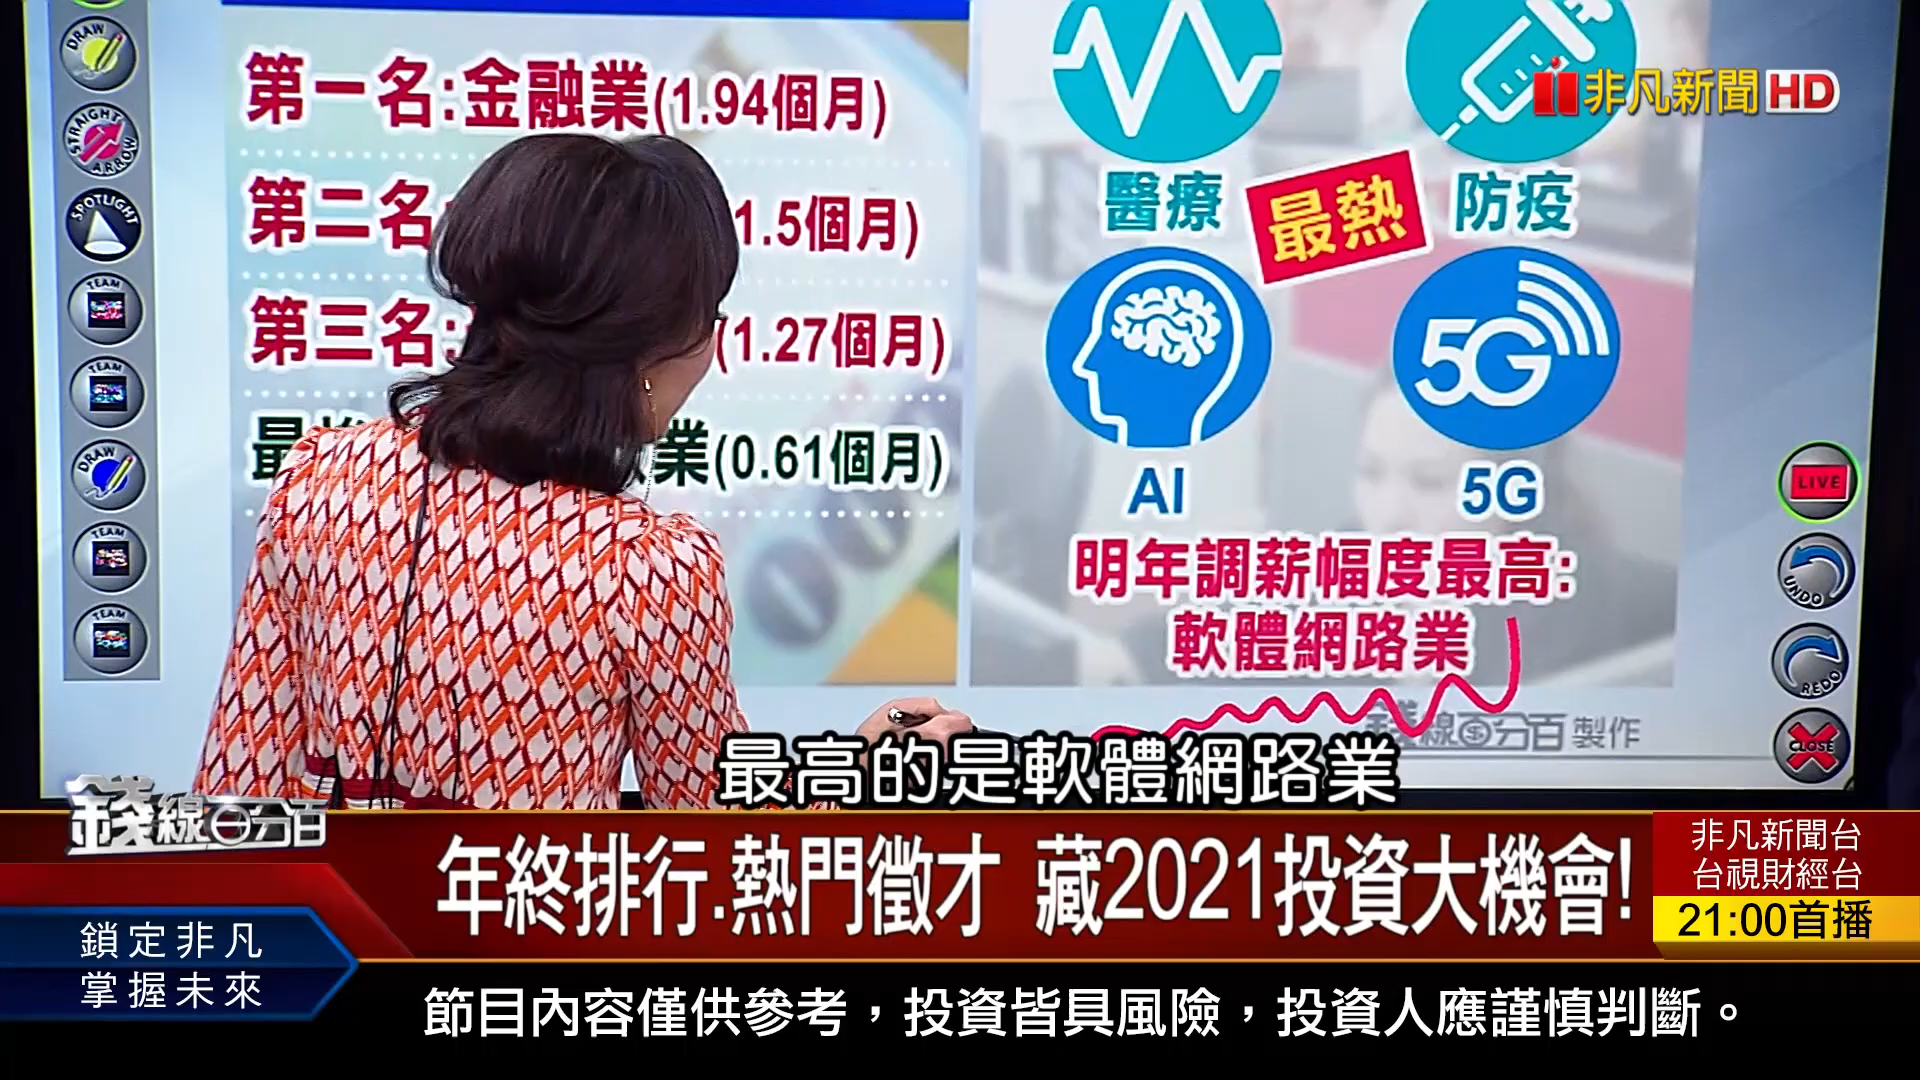 DRAW
STRAIGHT ARROW
SPOTLIGHT
TEAM
TEAM
DRAW
TEAM
TEAM
第一名:金融業(1.94個月)
第二名 1.5個月)
第三名: (1.27個月)
業(0.61個月)
醫療
防疫
最熱
5G
AI
5G
明年調薪幅度最高:
軟體網路業
錢線百分百製作
非凡新聞HD
LIVE
UNDO
REDO
CLOSE
最高的是軟體網路業
錢線百分百
年終排行.熱門徵才 藏2021投資大機會!
非凡新聞台
台視財經台
21:00首播
鎖定非凡
掌握未來
節目內容僅供參考，投資皆具風險，投資人應謹慎判斷。